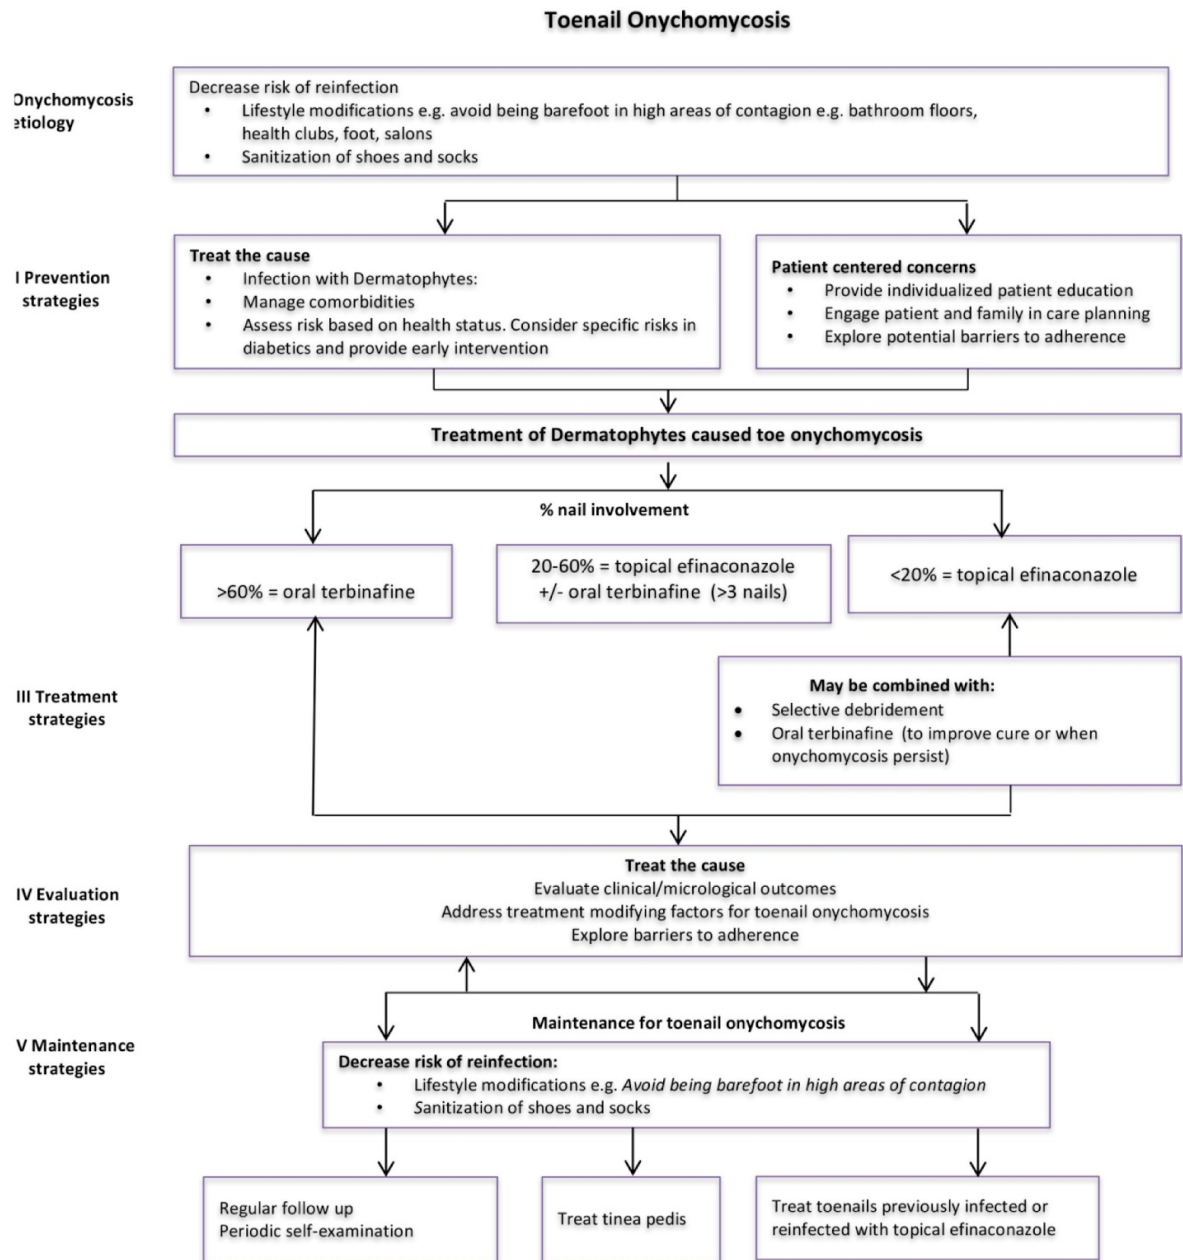 Toenail Onychomycosis
Onychomycosis
etiology
Decrease risk of reinfection
• Lifestyle modifications e.g. avoid being barefoot in high areas of contagion e.g. bathroom floors,
health clubs, foot, salons
• Sanitization of shoes and socks
I Prevention
strategies
Treat the cause
• Infection with Dermatophytes:
• Manage comorbidities
• Assess risk based on health status. Consider specific risks in
diabetics and provide early intervention
Patient centered concerns
• Provide individualized patient education
• Engage patient and family in care planning
• Explore potential barriers to adherence
Treatment of Dermatophytes caused toe onychomycosis
% nail involvement
>60% = oral terbinafine
20-60% = topical efinaconazole
+/- oral terbinafine (>3 nails)
<20% = topical efinaconazole
III Treatment
strategies
May be combined with:
• Selective debridement
• Oral terbinafine (to improve cure or when
onychomycosis persist)
IV Evaluation
strategies
Treat the cause
Evaluate clinical/micrological outcomes
Address treatment modifying factors for toenail onychomycosis
Explore barriers to adherence
Maintenance for toenail onychomycosis
V Maintenance
strategies
Decrease risk of reinfection:
• Lifestyle modifications e.g. Avoid being barefoot in high areas of contagion
• Sanitization of shoes and socks
Regular follow up
Periodic self-examination
Treat tinea pedis
Treat toenails previously infected or
reinfected with topical efinaconazole